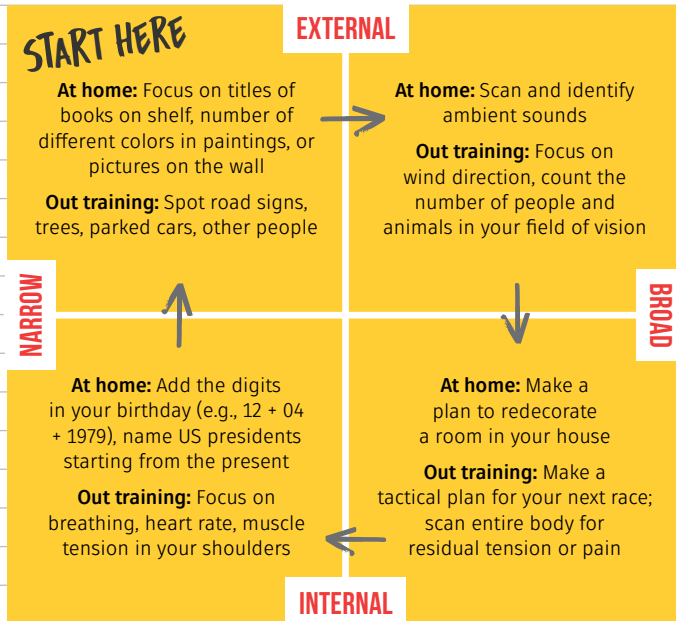 START HERE
EXTERNAL
At home: Focus on titles of
books on shelf, number of
different colors in paintings, or
pictures on the wall
Out training: Spot road signs,
trees, parked cars, other people
At home: Scan and identify
ambient sounds
Out training: Focus on
wind direction, count the
number of people and
animals in your field of vision
NARROW
BROAD
At home: Add the digits
in your birthday (e.g., 12 + 04
+ 1979), name US presidents
starting from the present
Out training: Focus on
breathing, heart rate, muscle
tension in your shoulders
At home: Make a
plan to redecorate
a room in your house
Out training: Make a
tactical plan for your next race;
scan entire body for
residual tension or pain
INTERNAL